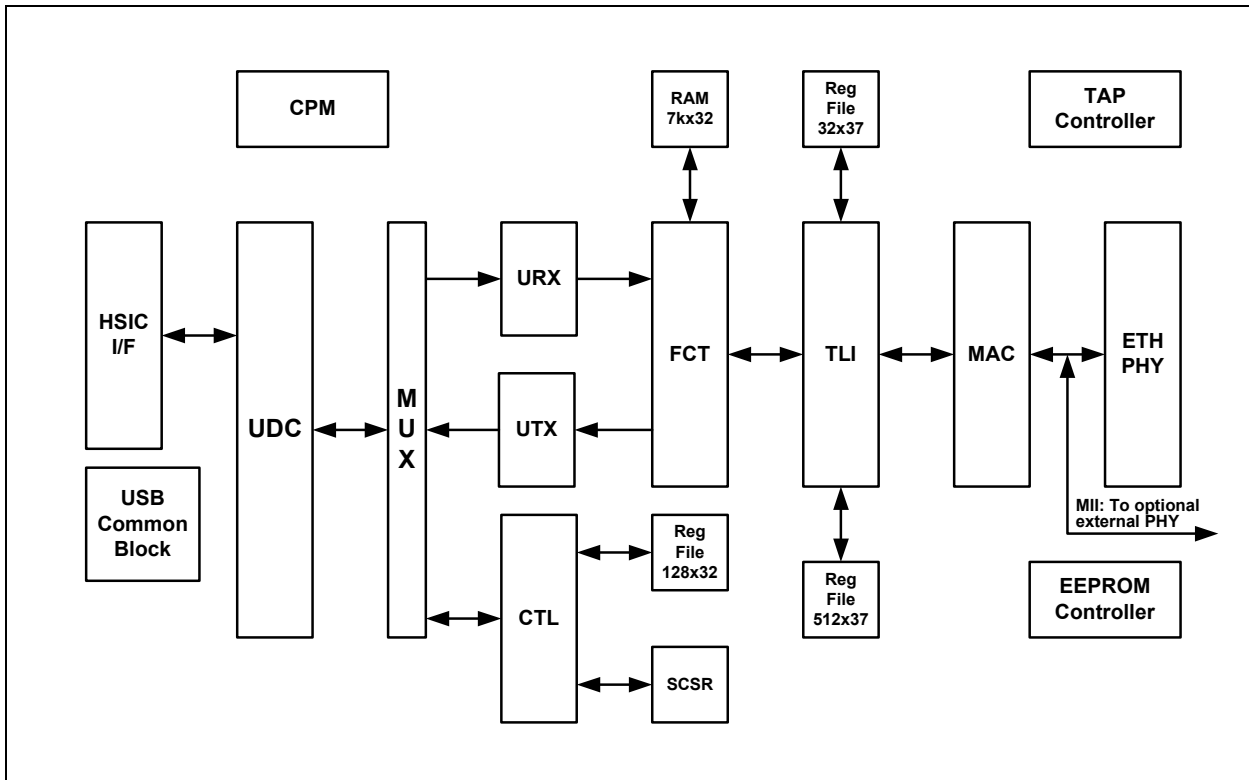 CPM
RAM
7kx32
Reg
File
32x37
TAP
Controller
HSIC
I/F
UDC
M
U
X
URX
UTX
FCT
TLI
MAC
ETH
PHY
MII: To optional
external PHY
USB
Common
Block
CTL
Reg
File
128x32
SCSR
Reg
File
512x37
EEPROM
Controller